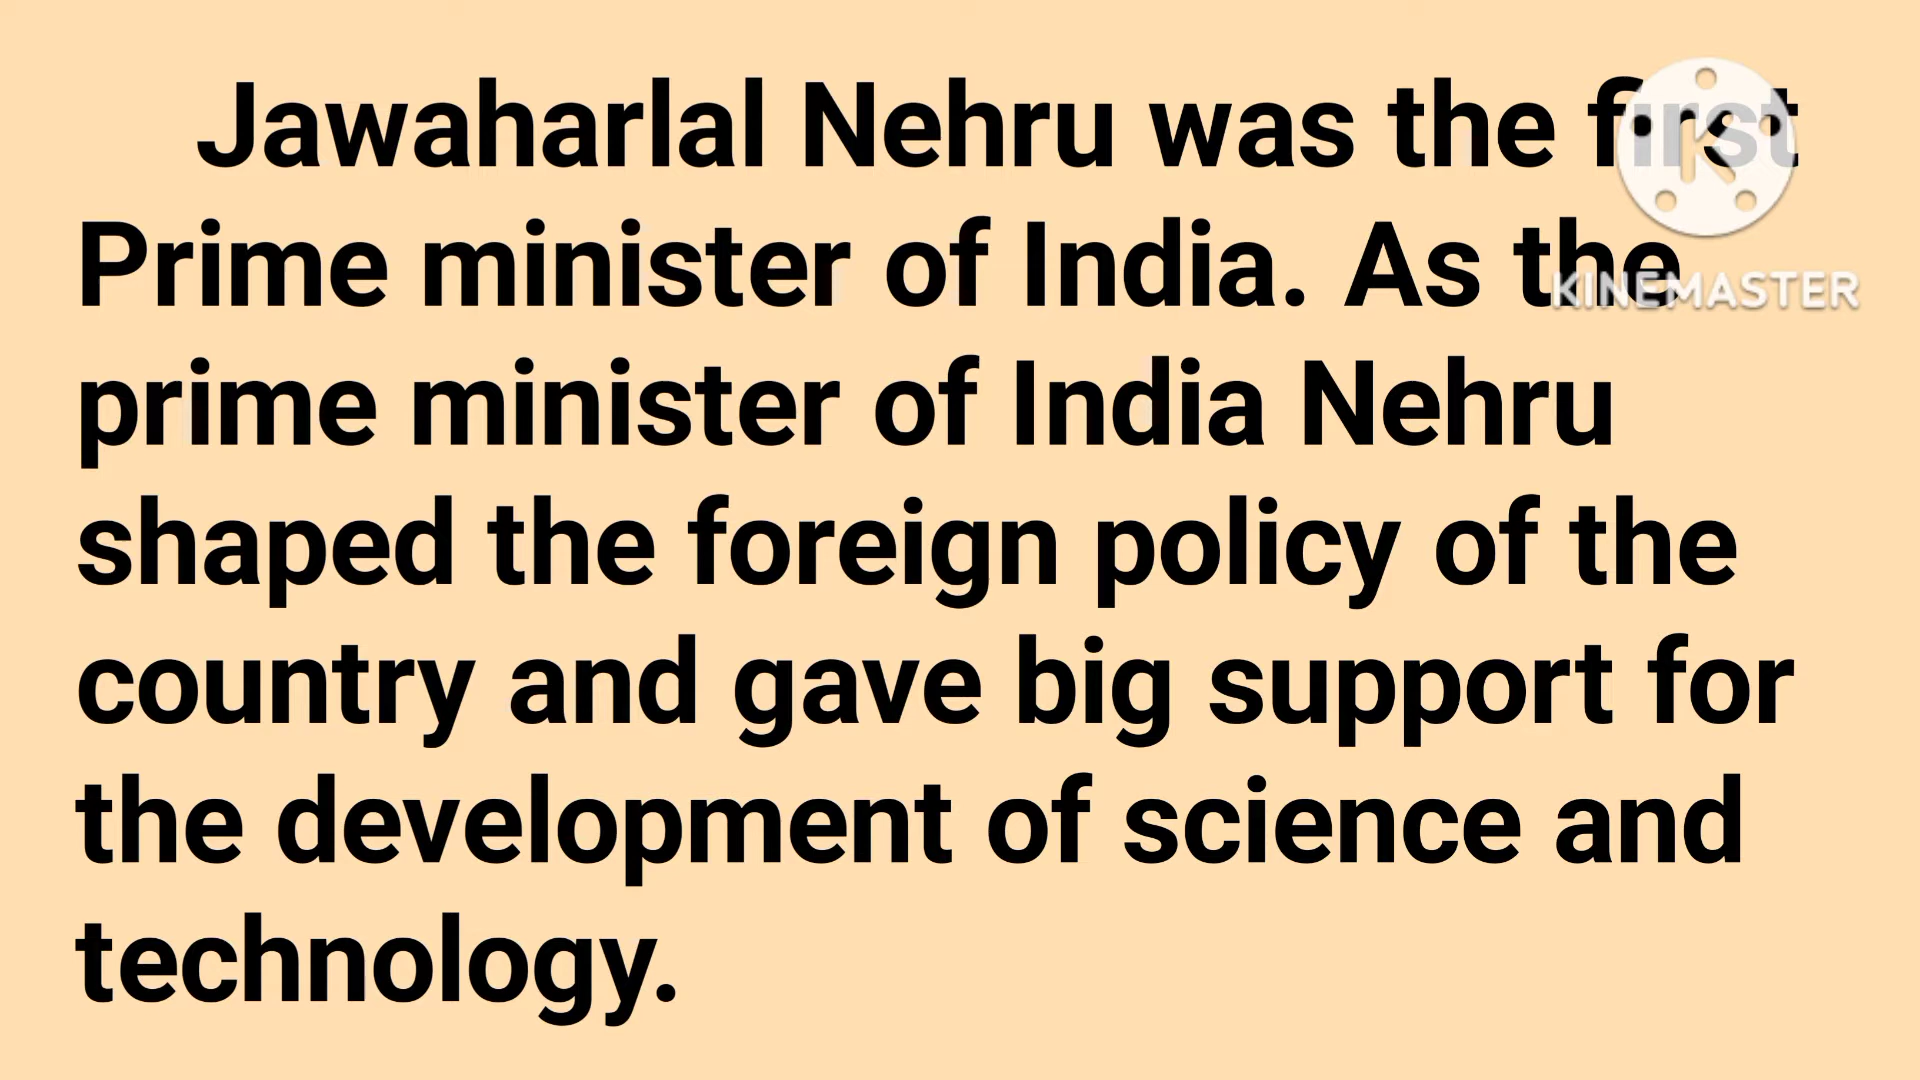 Jawaharlal Nehru was the first
Prime minister of India. As the
KINEMASTER
prime minister of India Nehru
shaped the foreign policy of the
country and gave big support for
the development of science and
technology.